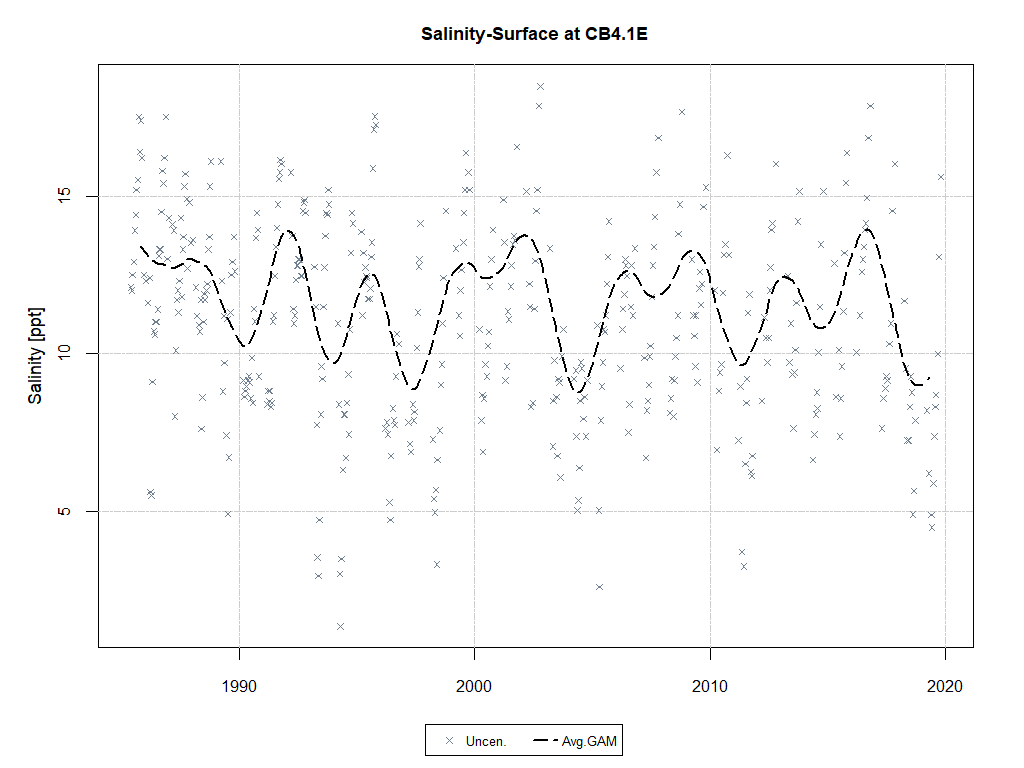 Salinity-Surface at CB4.1E
Salinity [ppt]
15
10
5
1990 2000 2010 2020
Uncen. Avg.GAM